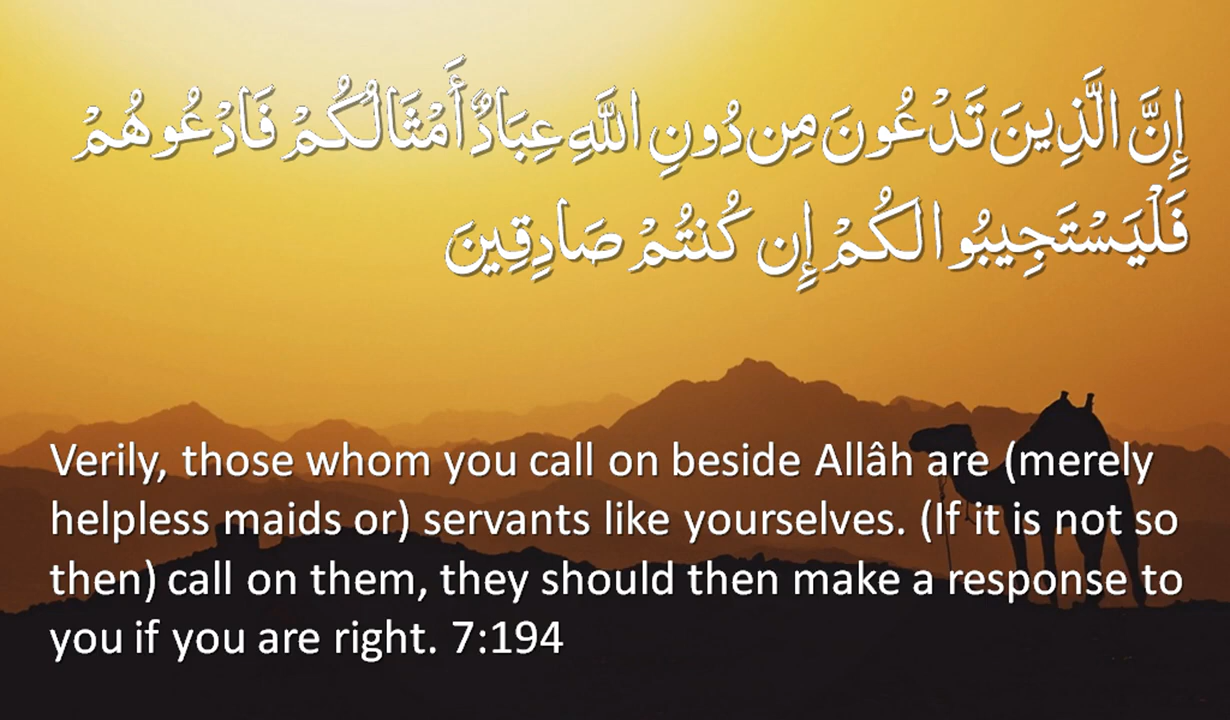 إِنَّ الَّذِينَ تَدْعُونَ مِن دُونِ اللَّهِ عِبَادٌ أَمْثَالُكُمْ فَادْعُوهُمْ
فَلْيَسْتَجِيبُوا لَكُمْ إِن كُنتُمْ صَادِقِينَ
Verily, those whom you call on beside Allâh are (merely
helpless maids or) servants like yourselves. (If it is not so
then) call on them, they should then make a response to
you if you are right. 7:194